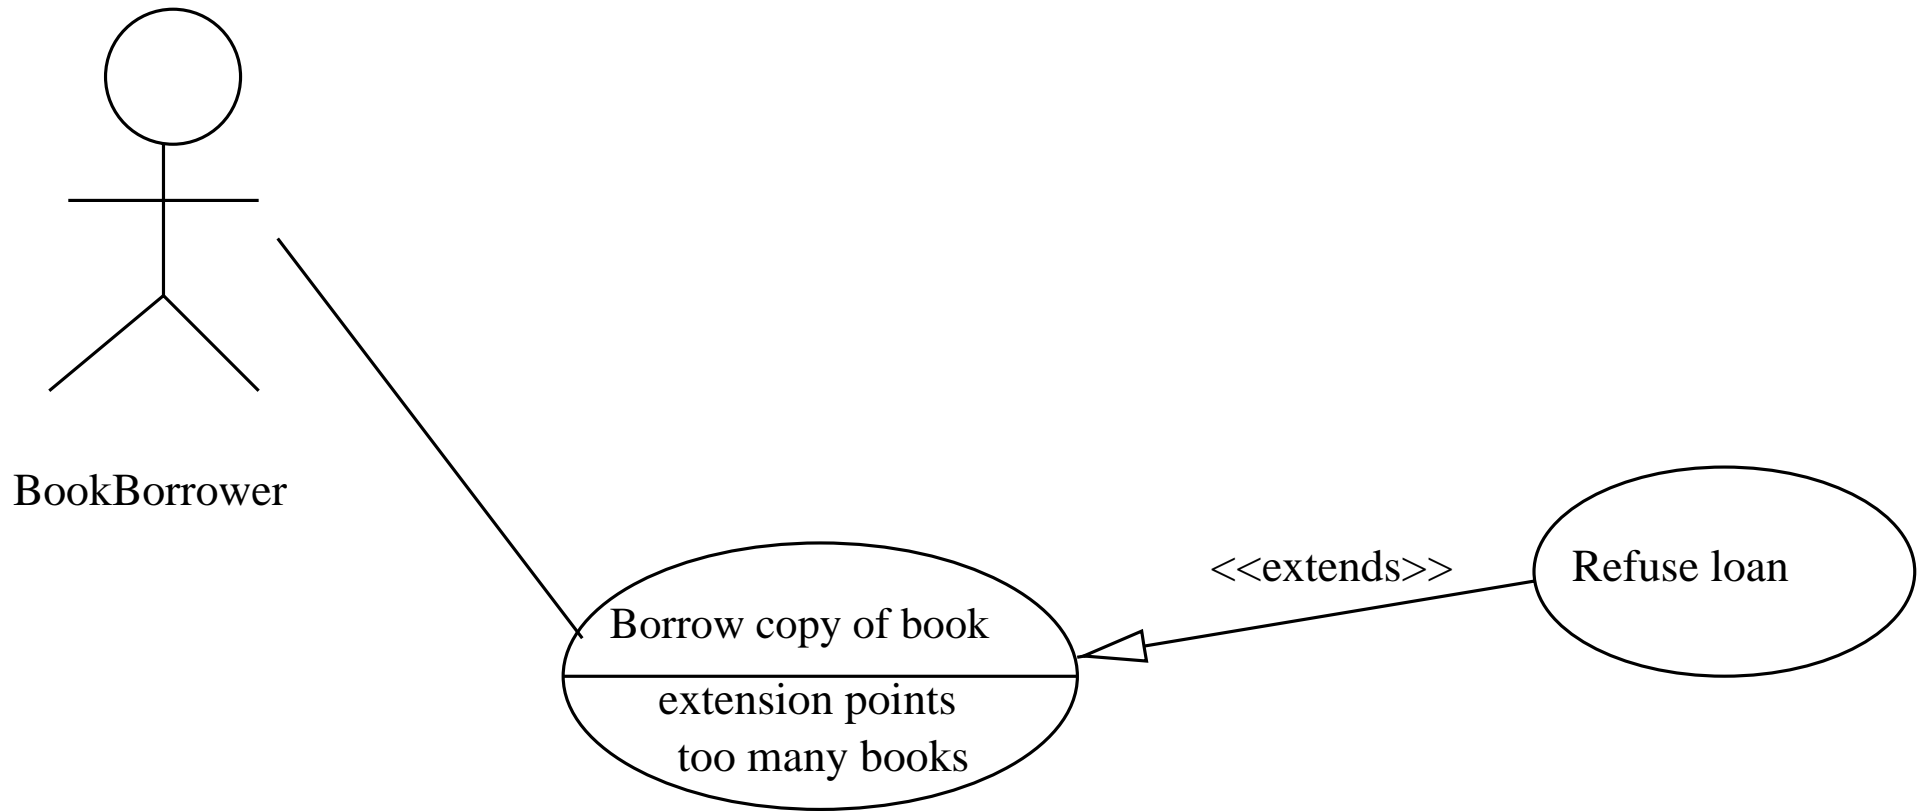 BookBorrower
<<extends>>
Refuse loan
Borrow copy of book
extension points
too many books